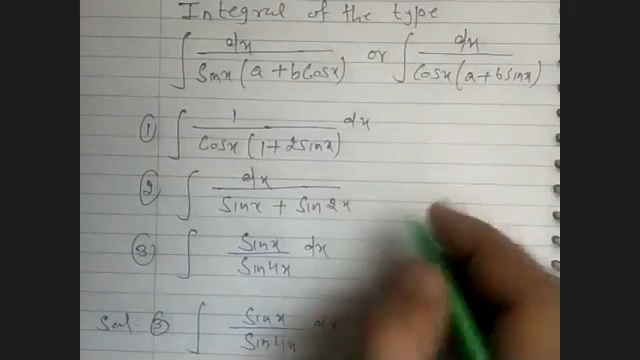 Integral of the type
∫ dx / Sinx(a + bCosx) or ∫ dx / Cosx(a + bSinx)
① ∫ 1 / Cosx(1 + 2Sinx) dx
② ∫ dx / Sinx + Sin2x
③ ∫ Sinx / Sin4x dx
Sol. ③ ∫ Sinx / Sin4x dx